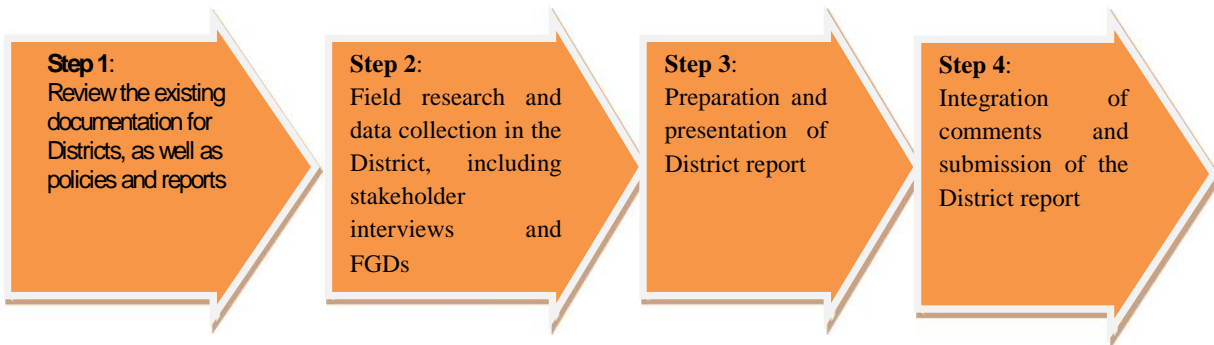 Step 1:
Review the existing
documentation for
Districts, as well as
policies and reports
Step 2:
Field research and
data collection in the
District, including
stakeholder
interviews and
FGDs
Step 3:
Preparation and
presentation of
District report
Step 4:
Integration of
comments and
submission of the
District report